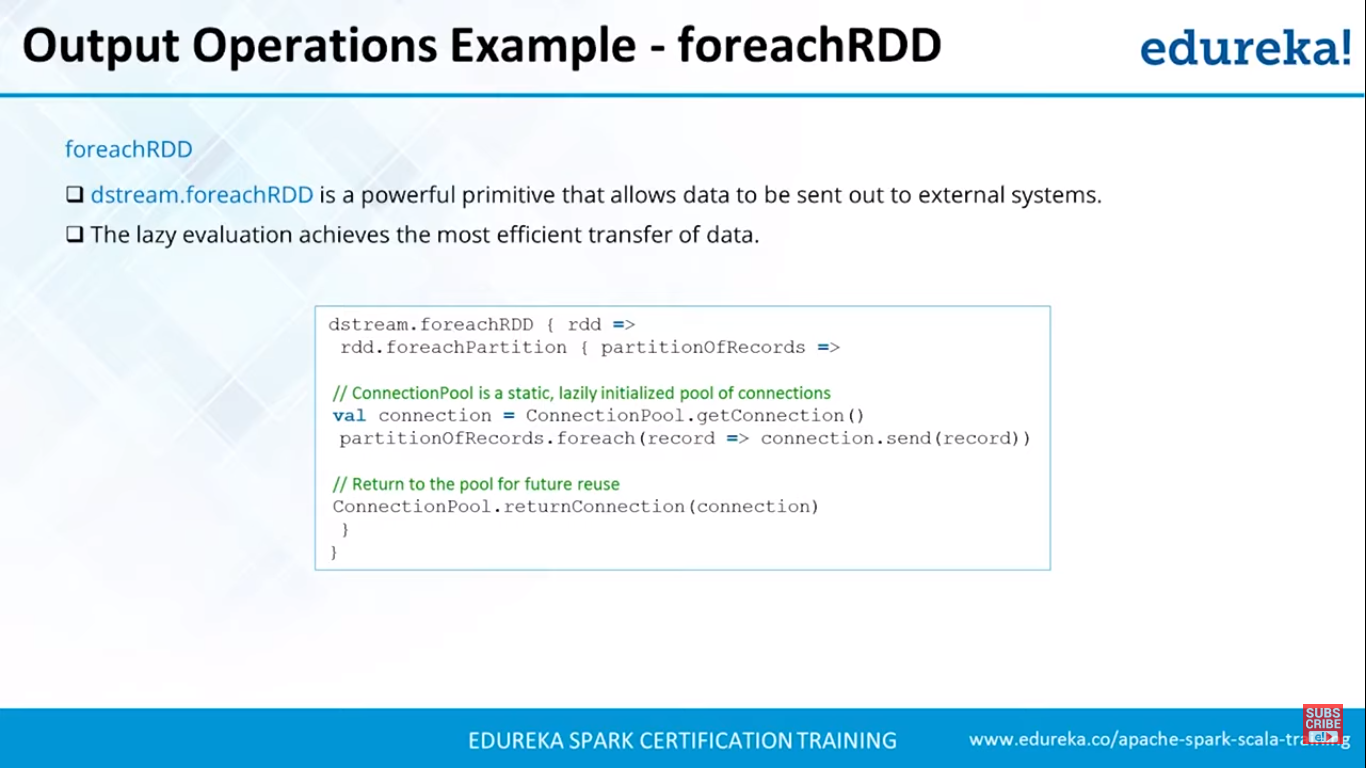 Output Operations Example - foreachRDD
edureka!
foreachRDD
❑ dstream.foreachRDD is a powerful primitive that allows data to be sent out to external systems.
❑ The lazy evaluation achieves the most efficient transfer of data.
dstream.foreachRDD { rdd =>
rdd.foreachPartition { partitionOfRecords =>
// ConnectionPool is a static, lazily initialized pool of connections
val connection = ConnectionPool.getConnection()
partitionOfRecords.foreach(record => connection.send(record))
// Return to the pool for future reuse
ConnectionPool.returnConnection(connection)
}
}
SUBS
CRIBE
e!
EDUREKA SPARK CERTIFICATION TRAINING
www.edureka.co/apache-spark-scala-training